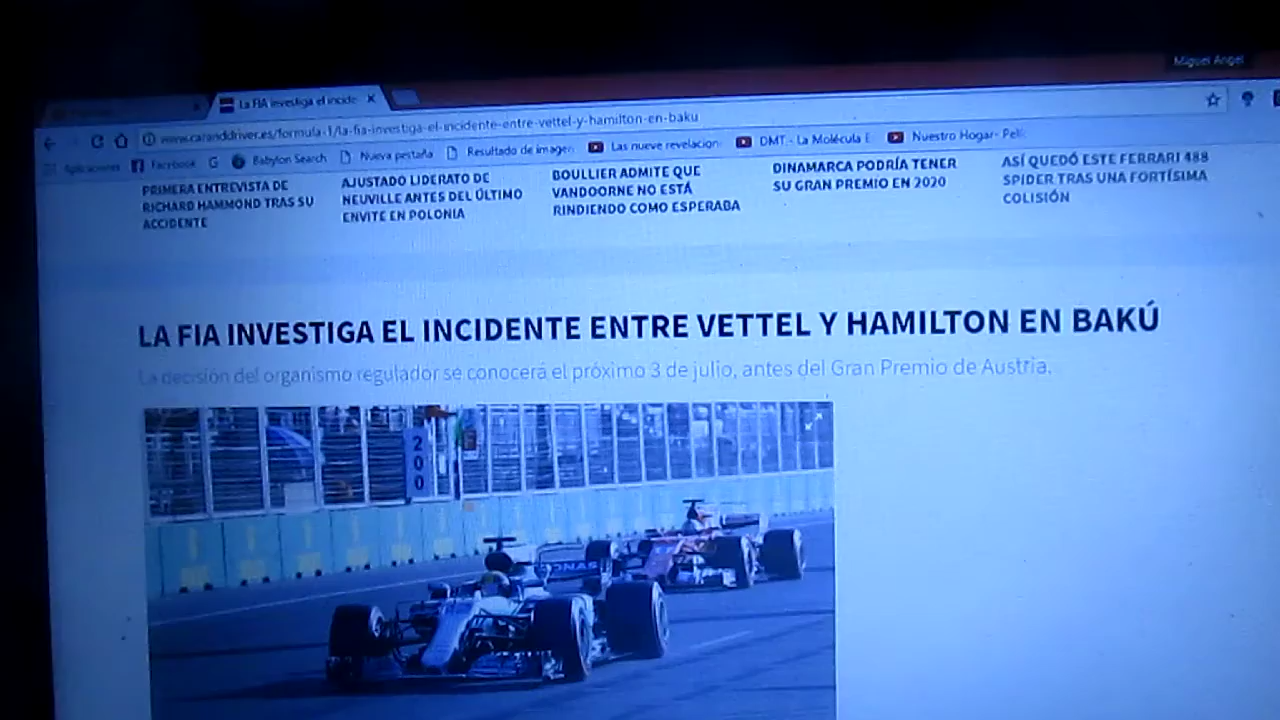 Miguel Angel
La FIA investiga el incide
www.caranddriver.es/formula-1/la-fia-investiga-el-incidente-entre-vettel-y-hamilton-en-baku
Aplicaciones Facebook G Babylon Search Nueva pestaña Resultado de imagen Las nueve revelacion DMT - La Molécula E Nuestro Hogar- Pelí
PRIMERA ENTREVISTA DE
RICHARD HAMMOND TRAS SU
ACCIDENTE
AJUSTADO LIDERATO DE
NEUVILLE ANTES DEL ÚLTIMO
ENVITE EN POLONIA
BOULLIER ADMITE QUE
VANDOORNE NO ESTÁ
RINDIENDO COMO ESPERABA
DINAMARCA PODRÍA TENER
SU GRAN PREMIO EN 2020
ASÍ QUEDÓ ESTE FERRARI 488
SPIDER TRAS UNA FORTÍSIMA
COLISIÓN
LA FIA INVESTIGA EL INCIDENTE ENTRE VETTEL Y HAMILTON EN BAKÚ
La decisión del organismo regulador se conocerá el próximo 3 de julio, antes del Gran Premio de Austria.
200